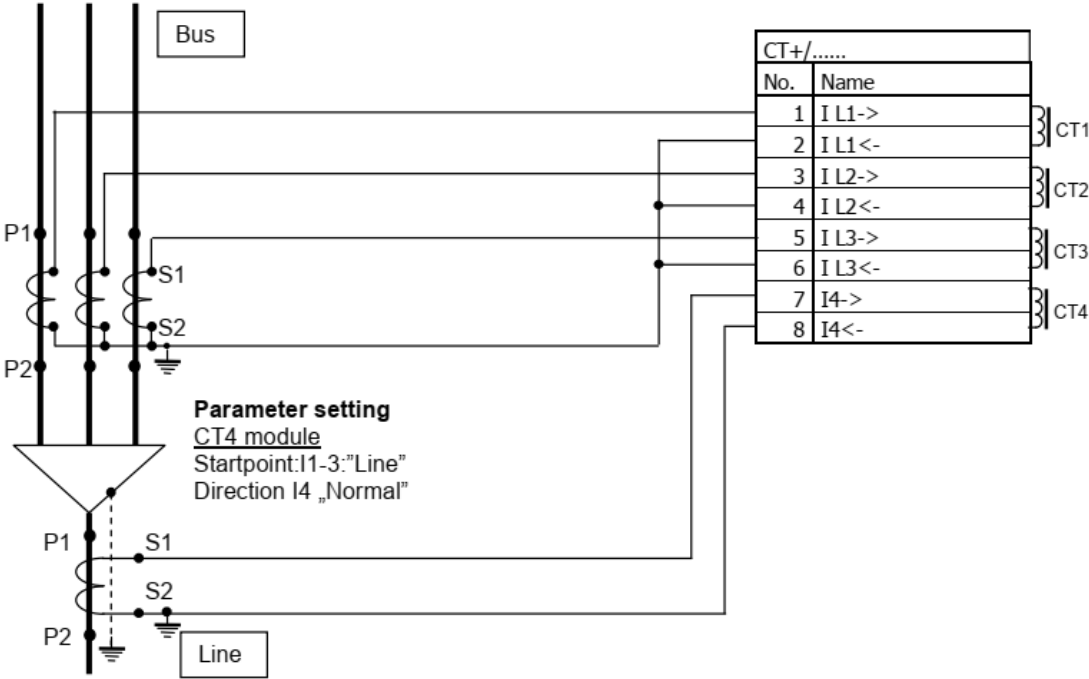 Bus
CT+/......
No. Name
1 I L1->
2 I L1<-
CT1
3 I L2->
4 I L2<-
CT2
5 I L3->
6 I L3<-
CT3
7 I4->
8 I4<-
CT4
P1
S1
S2
P2
Parameter setting
CT4 module
Startpoint:I1-3:”Line”
Direction I4 „Normal”
P1
S1
S2
P2
Line